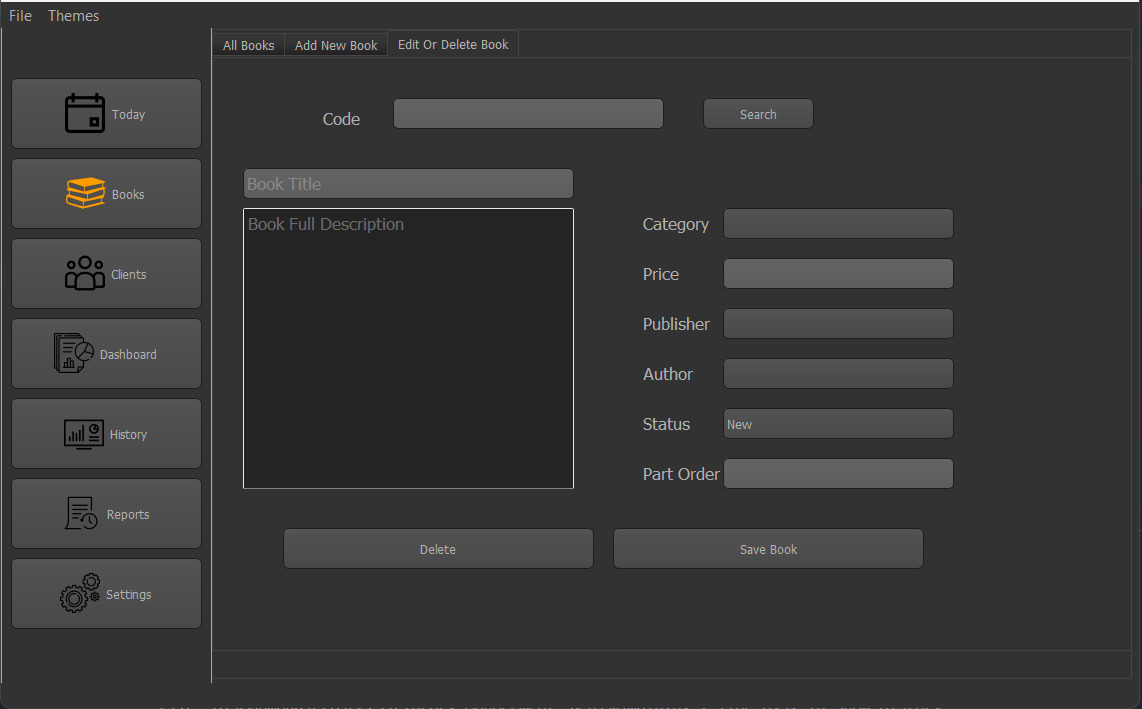 File Themes
All Books Add New Book Edit Or Delete Book
Today
Books
Clients
Dashboard
History
Reports
Settings
Code Search
Book Title
Book Full Description
Category
Price
Publisher
Author
Status New
Part Order
Delete Save Book